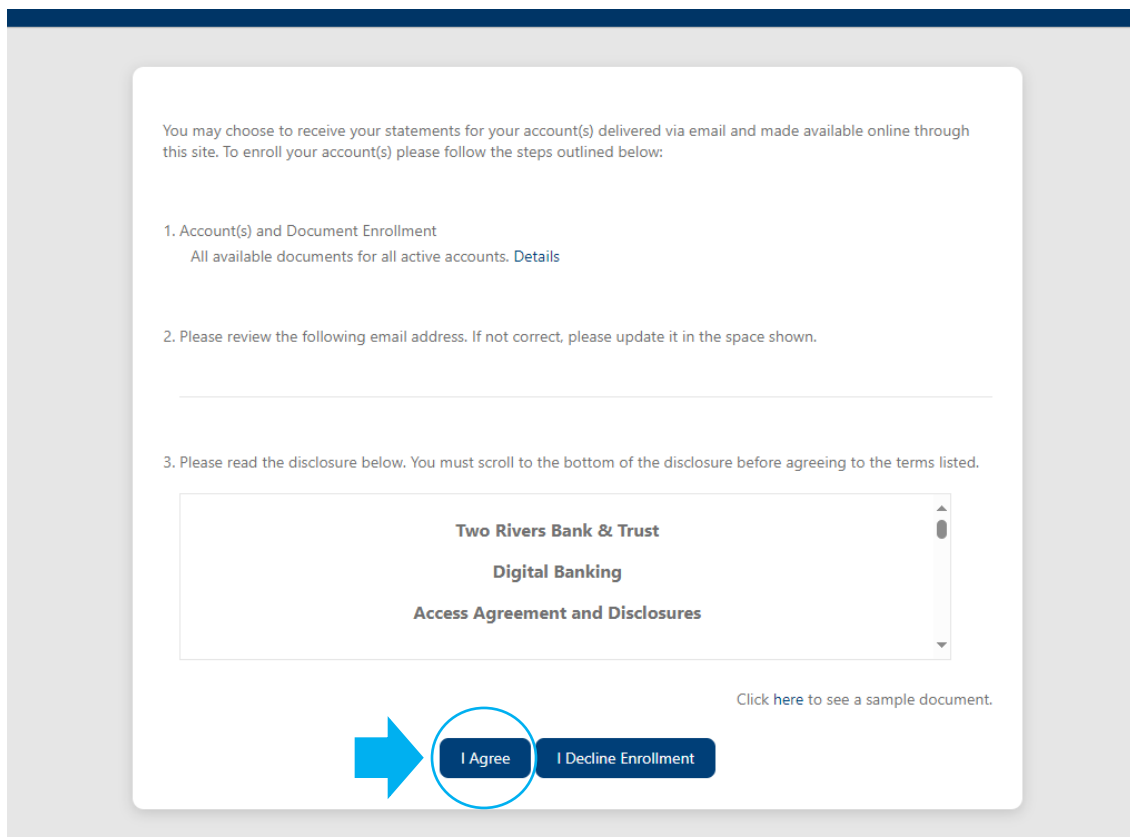 You may choose to receive your statements for your account(s) delivered via email and made available online through
this site. To enroll your account(s) please follow the steps outlined below:
1. Account(s) and Document Enrollment
All available documents for all active accounts. Details
2. Please review the following email address. If not correct, please update it in the space shown.
3. Please read the disclosure below. You must scroll to the bottom of the disclosure before agreeing to the terms listed.
Two Rivers Bank & Trust
Digital Banking
Access Agreement and Disclosures
Click here to see a sample document.
I Agree I Decline Enrollment